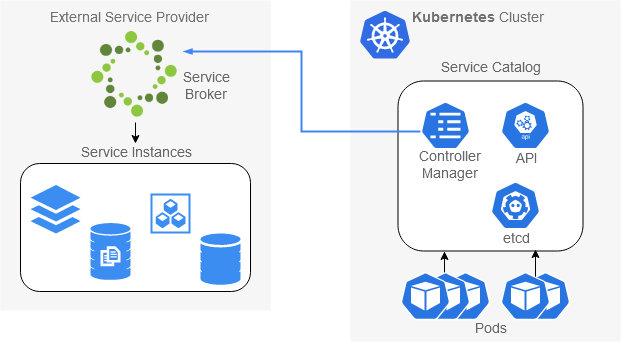 External Service Provider
Service
Broker
Service Instances
Kubernetes Cluster
Service Catalog
Controller
Manager
api
API
etcd
Pods